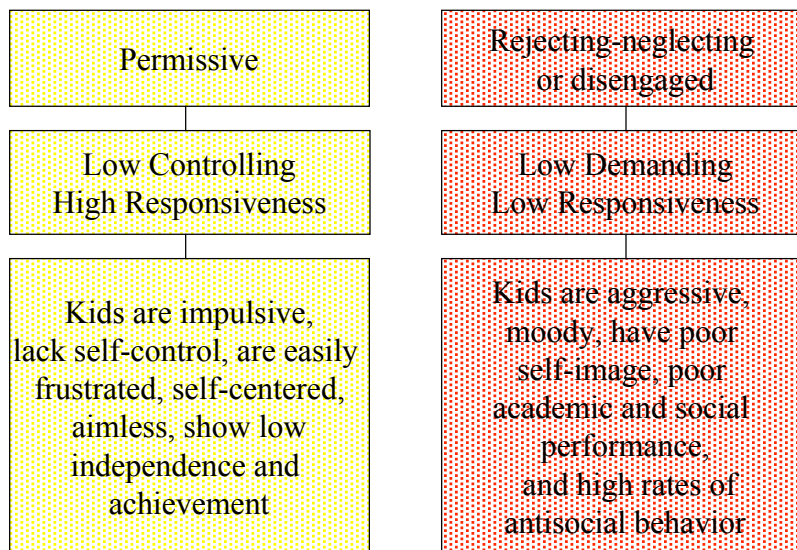 Permissive
Low Controlling
High Responsiveness
Kids are impulsive,
lack self-control, are easily
frustrated, self-centered,
aimless, show low
independence and
achievement
Rejecting-neglecting
or disengaged
Low Demanding
Low Responsiveness
Kids are aggressive,
moody, have poor
self-image, poor
academic and social
performance,
and high rates of
antisocial behavior